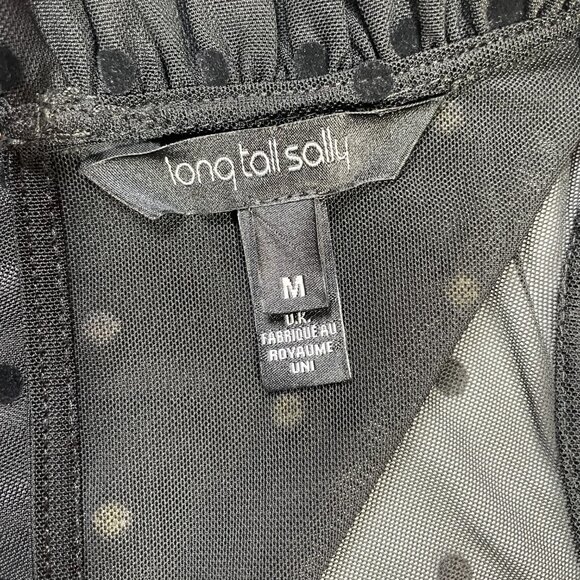 long tall sally
M
U.K.
FABRIQUE AU
ROYAUME
UNI